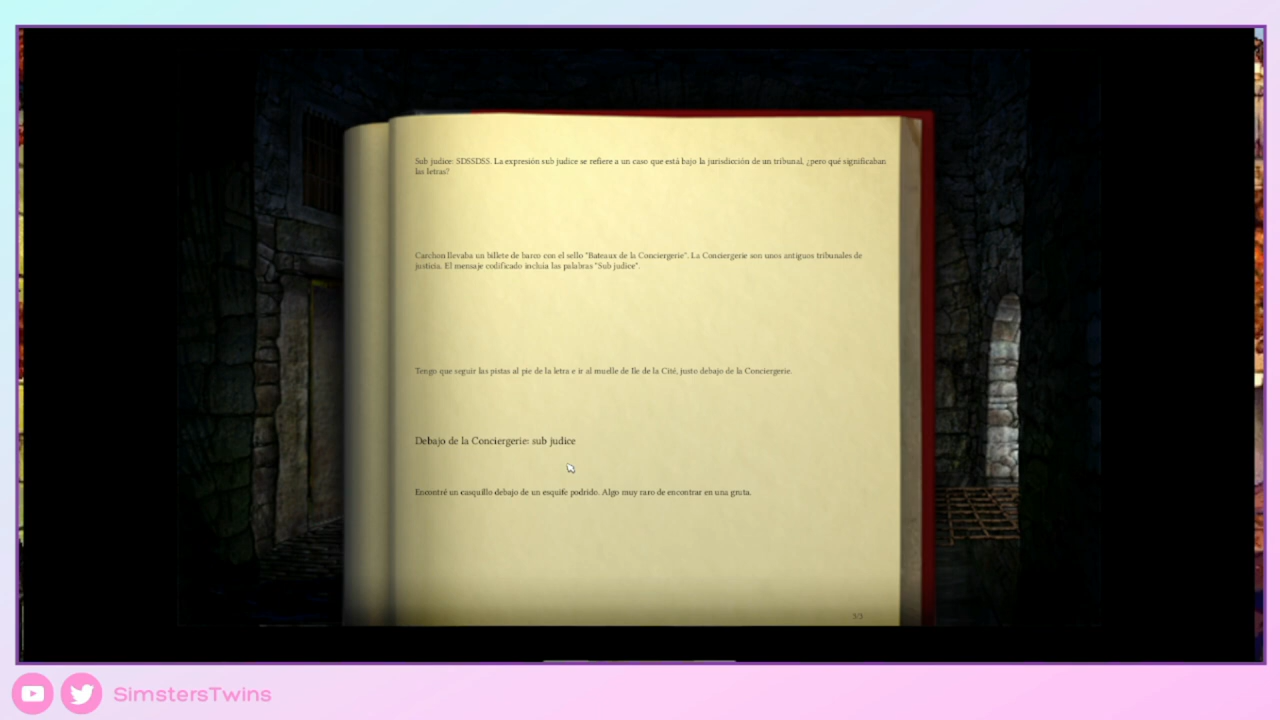 Sub judice: SDSSDSS. La expresión sub judice se refiere a un caso que está bajo la jurisdicción de un tribunal, ¿pero qué significaban
las letras?
Carchon llevaba un billete de barco con el sello "Bateaux de la Conciergerie". La Conciergerie son unos antiguos tribunales de
justicia. El mensaje codificado incluia las palabras "Sub judice".
Tengo que seguir las pistas al pie de la letra e ir al muelle de Ile de la Cité, justo debajo de la Conciergerie.
Debajo de la Conciergerie: sub judice
Encontré un casquillo debajo de un esquife podrido. Algo muy raro de encontrar en una gruta.
SimstersTwins